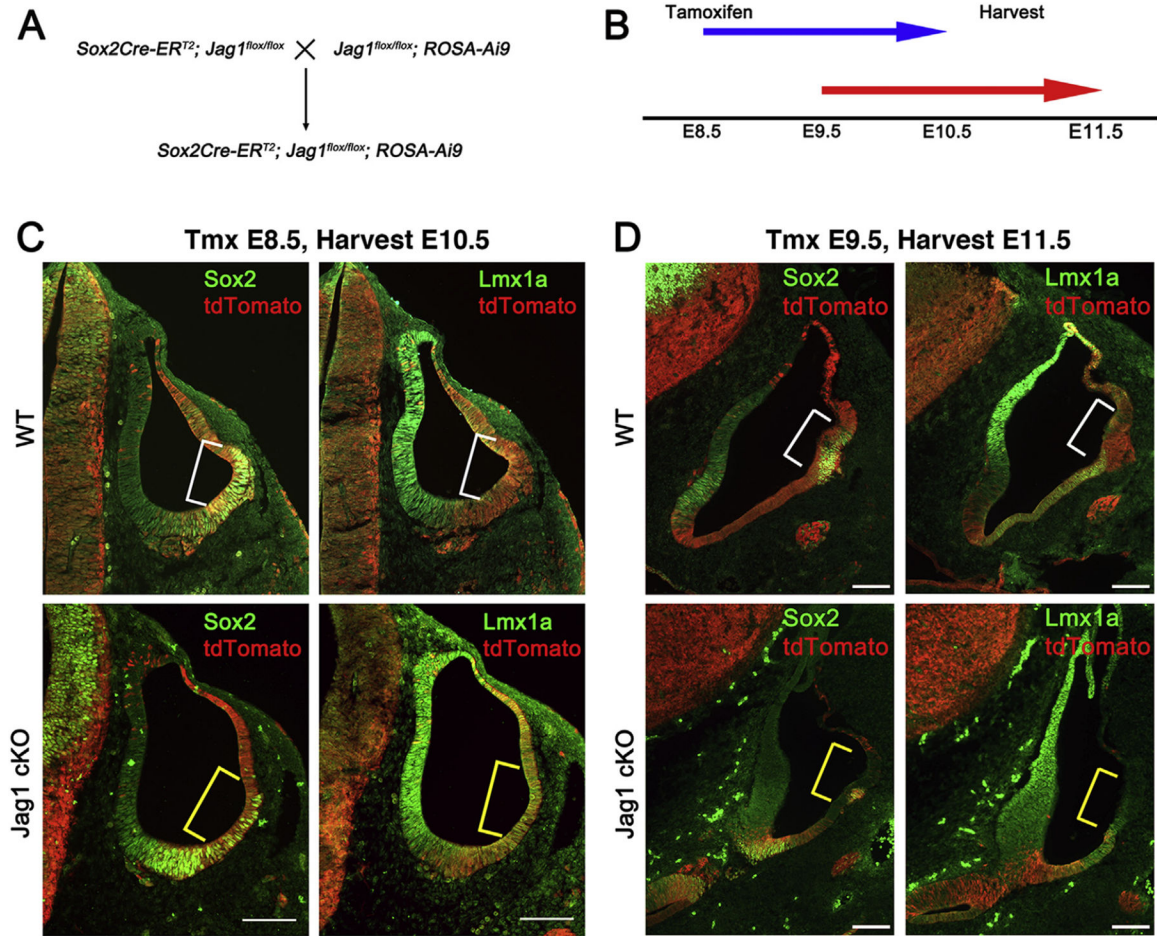 A
Sox2Cre-ER^T2; Jag1^flox/flox × Jag1^flox/flox; ROSA-Ai9
Sox2Cre-ER^T2; Jag1^flox/flox; ROSA-Ai9
B
Tamoxifen Harvest
E8.5 E9.5 E10.5 E11.5
C
Tmx E8.5, Harvest E10.5
WT
Sox2
tdTomato
Lmx1a
tdTomato
Jag1 cKO
Sox2
tdTomato
Lmx1a
tdTomato
D
Tmx E9.5, Harvest E11.5
WT
Sox2
tdTomato
Lmx1a
tdTomato
Jag1 cKO
Sox2
tdTomato
Lmx1a
tdTomato